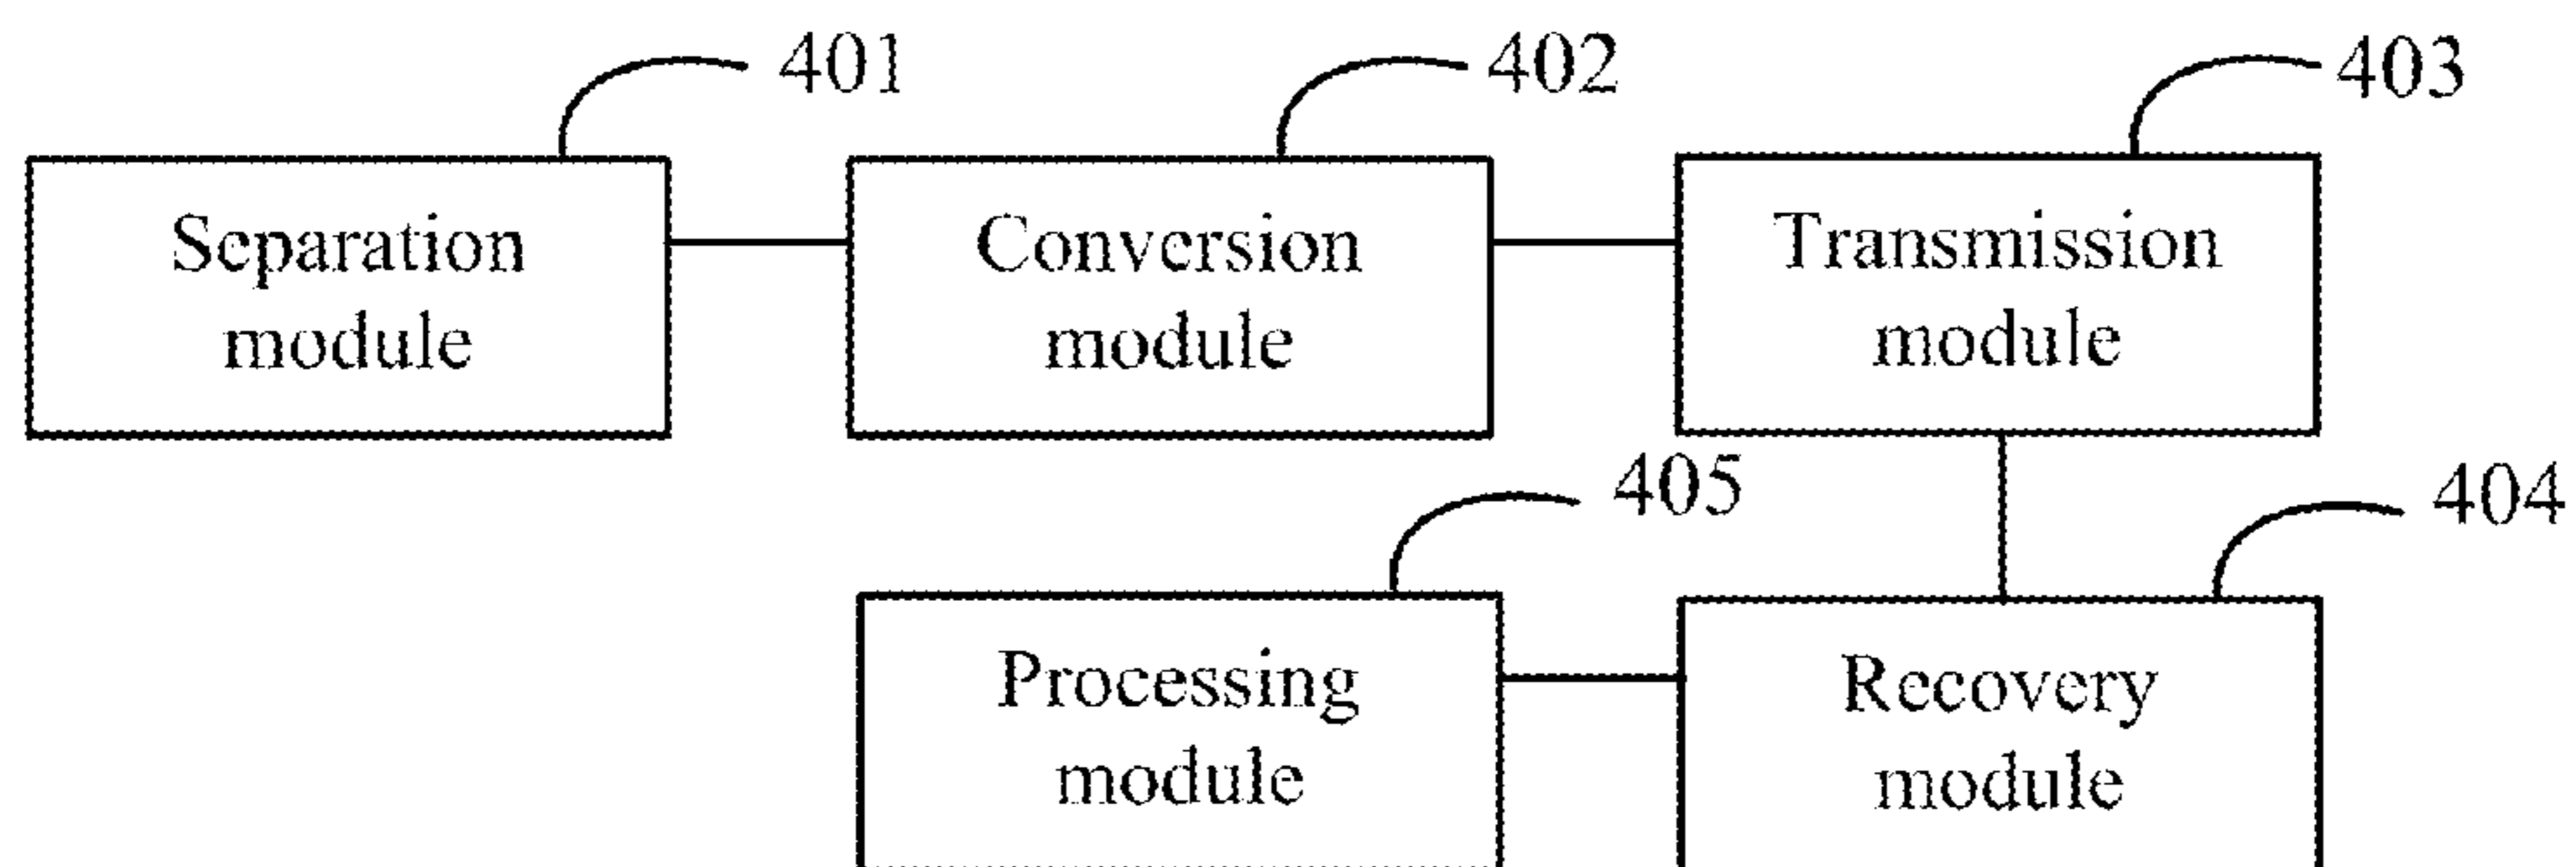 401
402
403
Separation
module
Conversion
module
Transmission
module
405
404
Processing
module
Recovery
module